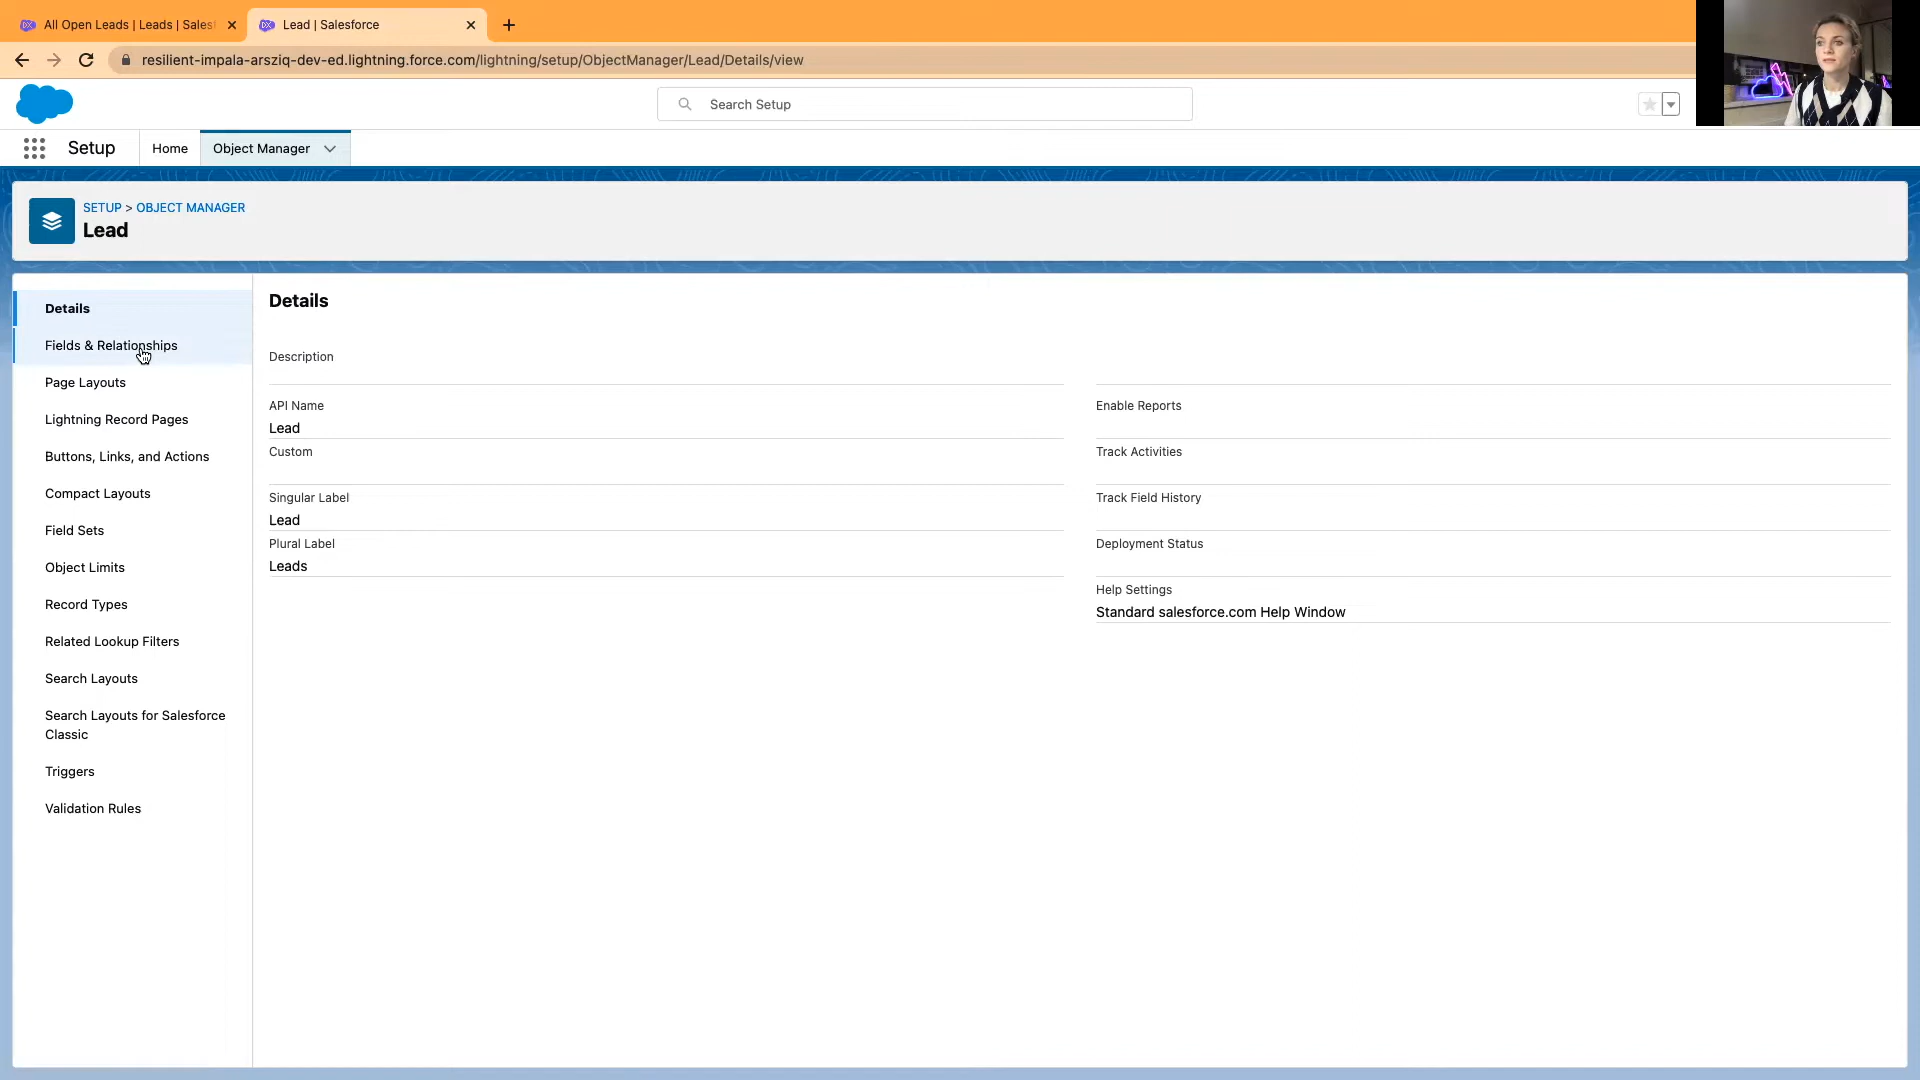 All Open Leads | Leads | Sales
Lead | Salesforce
resilient-impala-arsziq-dev-ed.lightning.force.com/lightning/setup/ObjectManager/Lead/Details/view
Search Setup
Setup
Home
Object Manager
SETUP > OBJECT MANAGER
Lead
Details
Fields & Relationships
Page Layouts
Lightning Record Pages
Buttons, Links, and Actions
Compact Layouts
Field Sets
Object Limits
Record Types
Related Lookup Filters
Search Layouts
Search Layouts for Salesforce
Classic
Triggers
Validation Rules
Details
Description
API Name
Lead
Custom
Singular Label
Lead
Plural Label
Leads
Enable Reports
Track Activities
Track Field History
Deployment Status
Help Settings
Standard salesforce.com Help Window